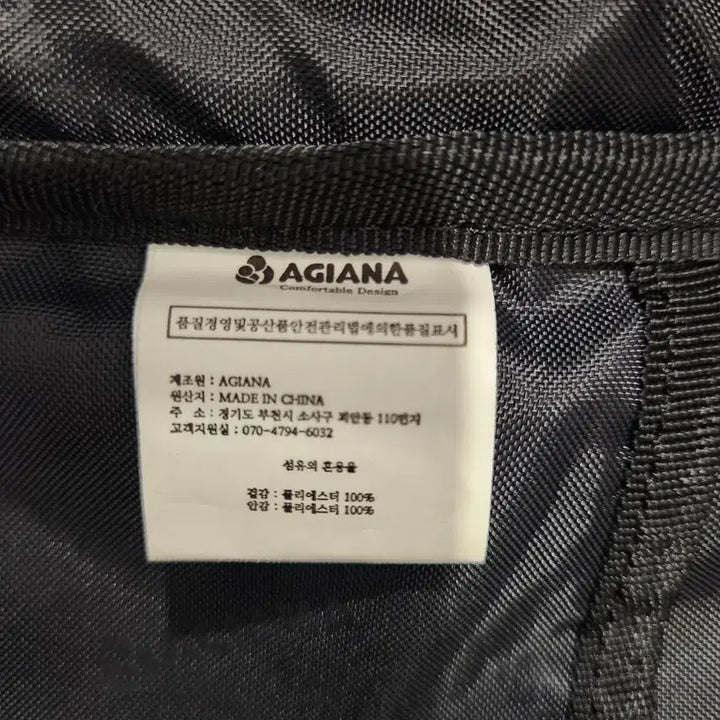 AGIANA
Comfortable Design
품질경영및공산품안전관리법에의한품질표시
제조원 : AGIANA
원산지 : MADE IN CHINA
주 소 : 경기도 부천시 소사구 괴안동 110번지
고객지원실 : 070-4794-6032
섬유의 혼용율
겉감 : 폴리에스터 100%
안감 : 폴리에스터 100%